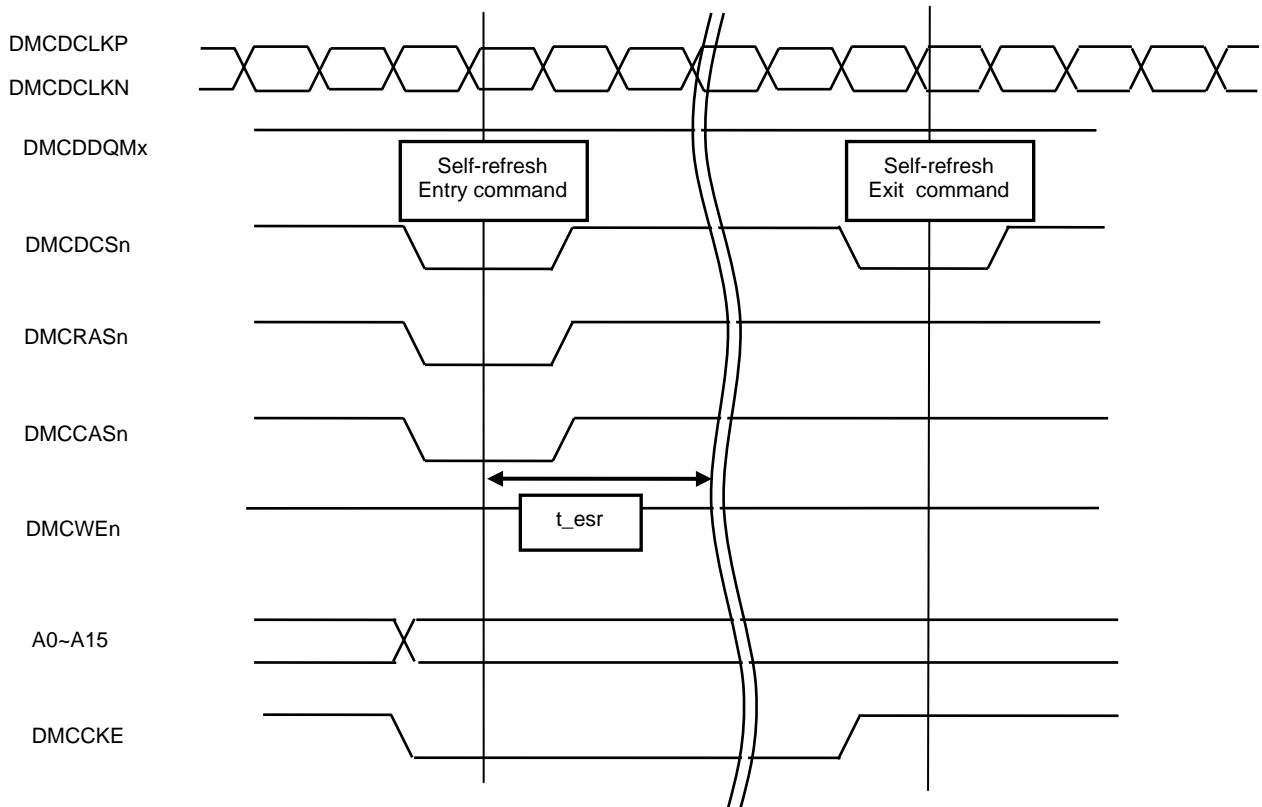 DMCDCLKP
DMCDCLKN
DMCDDQMx
Self-refresh
Entry command
Self-refresh
Exit command
DMCDCSn
DMCRASn
DMCCASn
t_esr
DMCWEn
A0~A15
DMCCKE